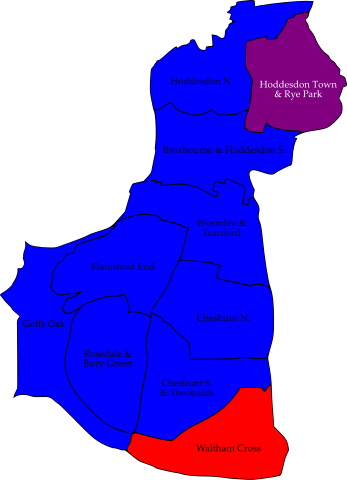 Hoddesdon N.
Hoddesdon Town
& Rye Park
Broxbourne & Hoddesdon S.
Wormley &
Turnford
Flamstead End
Goffs Oak
Cheshunt N.
Rosedale &
Bury Green
Cheshunt S.
& Theobalds
Waltham Cross